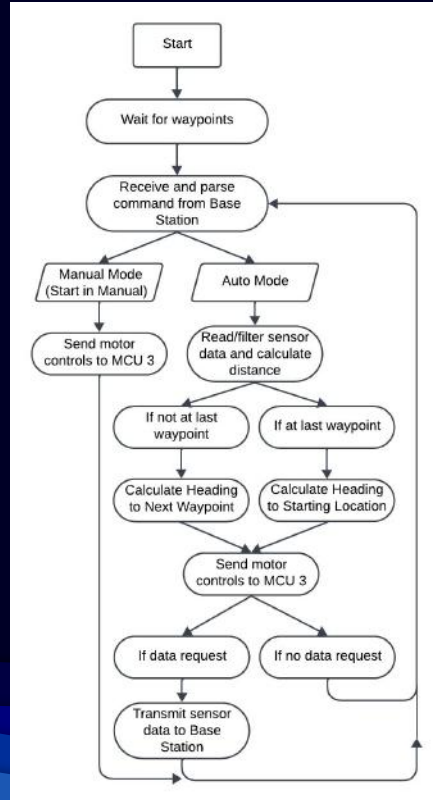 Start
Wait for waypoints
Receive and parse
command from Base
Station
Manual Mode
(Start in Manual)
Auto Mode
Send motor
controls to MCU 3
Read/filter sensor
data and calculate
distance
If not at last
waypoint
If at last waypoint
Calculate Heading
to Next Waypoint
Calculate Heading
to Starting Location
Send motor
controls to MCU 3
If data request
If no data request
Transmit sensor
data to Base
Station